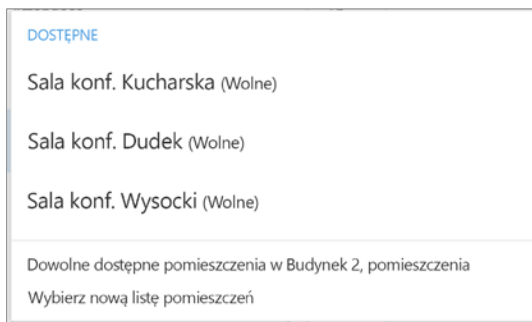 DOSTĘPNE
Sala konf. Kucharska (Wolne)
Sala konf. Dudek (Wolne)
Sala konf. Wysocki (Wolne)
Dowolne dostępne pomieszczenia w Budynek 2, pomieszczenia
Wybierz nową listę pomieszczeń